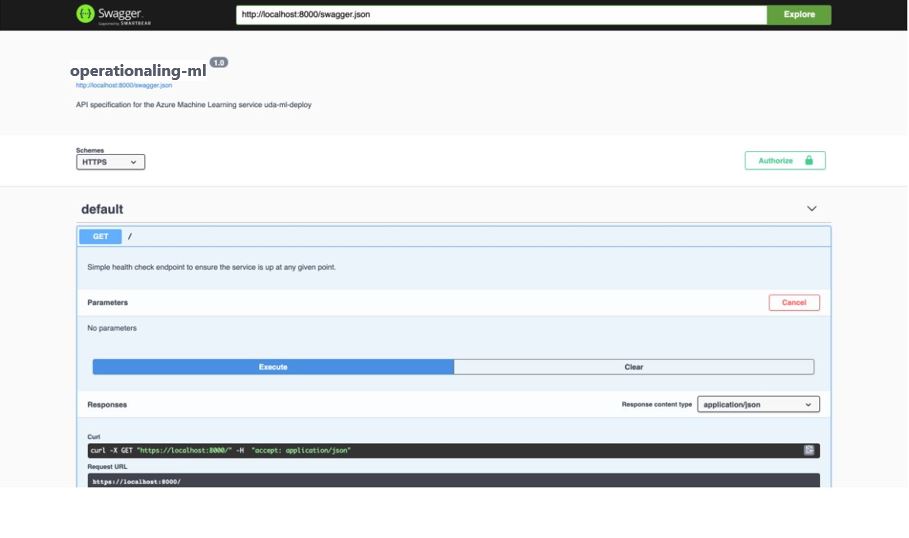 Swagger.
Supported by SMARTBEAR
http://localhost:8000/swagger.json
Explore
operationaling-ml 1.0
http://localhost:8000/swagger.json
API specification for the Azure Machine Learning service uda-ml-deploy
Schemes
HTTPS
Authorize
default
GET /
Simple health check endpoint to ensure the service is up at any given point.
Parameters
Cancel
No parameters
Execute
Clear
Responses
Response content type
application/json
Curl
curl -X GET "https://localhost:8000/" -H "accept: application/json"
Request URL
https://localhost:8000/